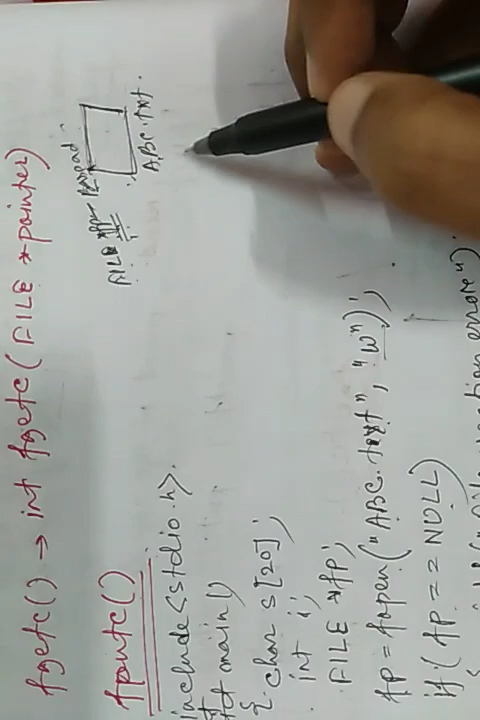 fgetc() → int fgetc(FILE *pointer)
fputc()
include<stdio.h>.
main()
{ char s[20];
int i;
FILE *fp;
fp = fopen("ABC.text", "w");
if(fp == NULL)
FILE
ABC.txt.